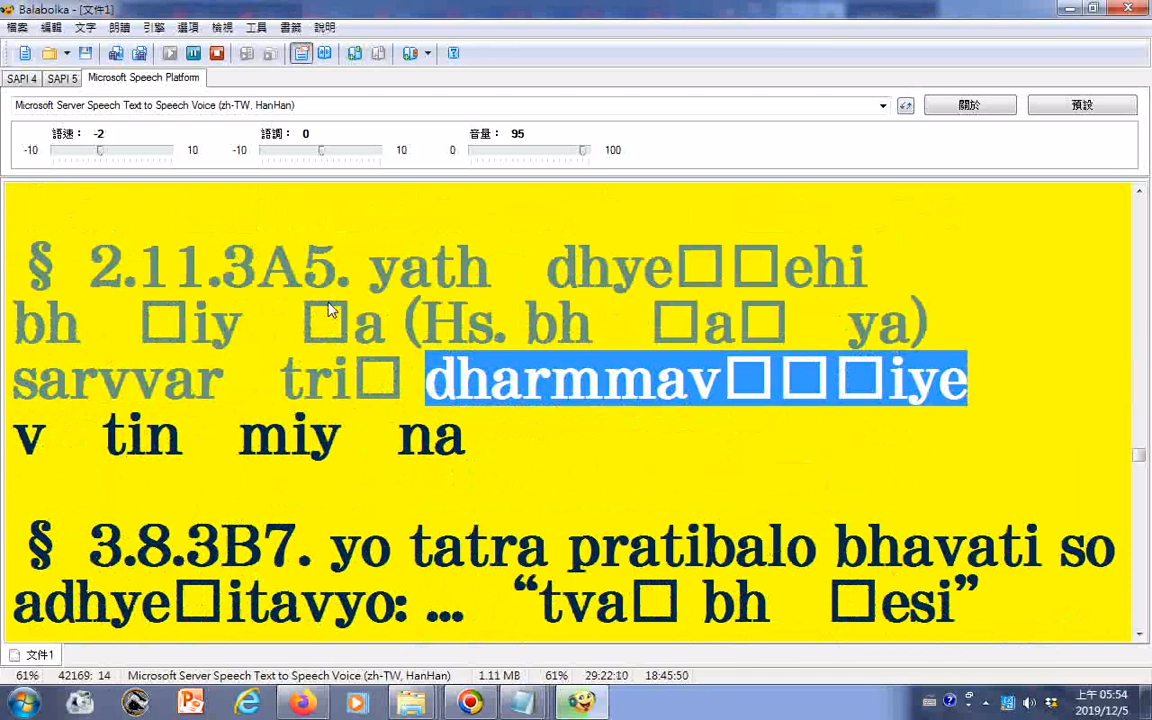 Balabolka - [文件1]
檔案 編輯 文字 朗讀 引擎 選項 檢視 工具 書籤 說明
SAPI 4 SAPI 5 Microsoft Speech Platform
Microsoft Server Speech Text to Speech Voice (zh-TW, HanHan) 關於 預設
語速： -2 語調： 0 音量： 95
-10 10 -10 10 0 100
§ 2.11.3A5. yath dhye□□ehi
bh □iy □a (Hs. bh □a□ ya)
sarvvar tri□ dharmmav□□□iye
v tin miy na
§ 3.8.3B7. yo tatra pratibalo bhavati so
adhye□itavyo: ... “tva□ bh □esi”
文件1
61% 42169: 14 Microsoft Server Speech Text to Speech Voice (zh-TW, HanHan) 1.11 MB 61% 29:22:10 18:45:50
上午 05:54
2019/12/5